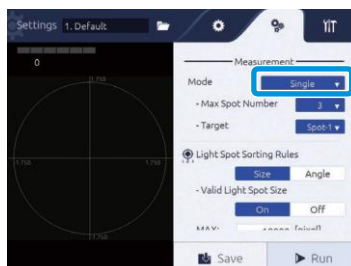 Settings 1. Default
0
Measurement
1.750
Mode Single
- Max Spot Number 3
- Target Spot-1
1.750 1.750
Light Spot Sorting Rules
Size Angle
- Valid Light Spot Size
On Off
1.750
MAX: [pixel]
Save Run